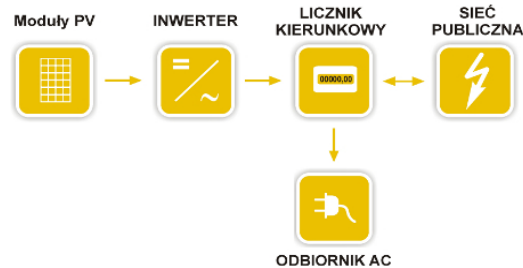 Moduły PV
INWERTER
LICZNIK
KIERUNKOWY
SIEĆ
PUBLICZNA
00000,00
ODBIORNIK AC